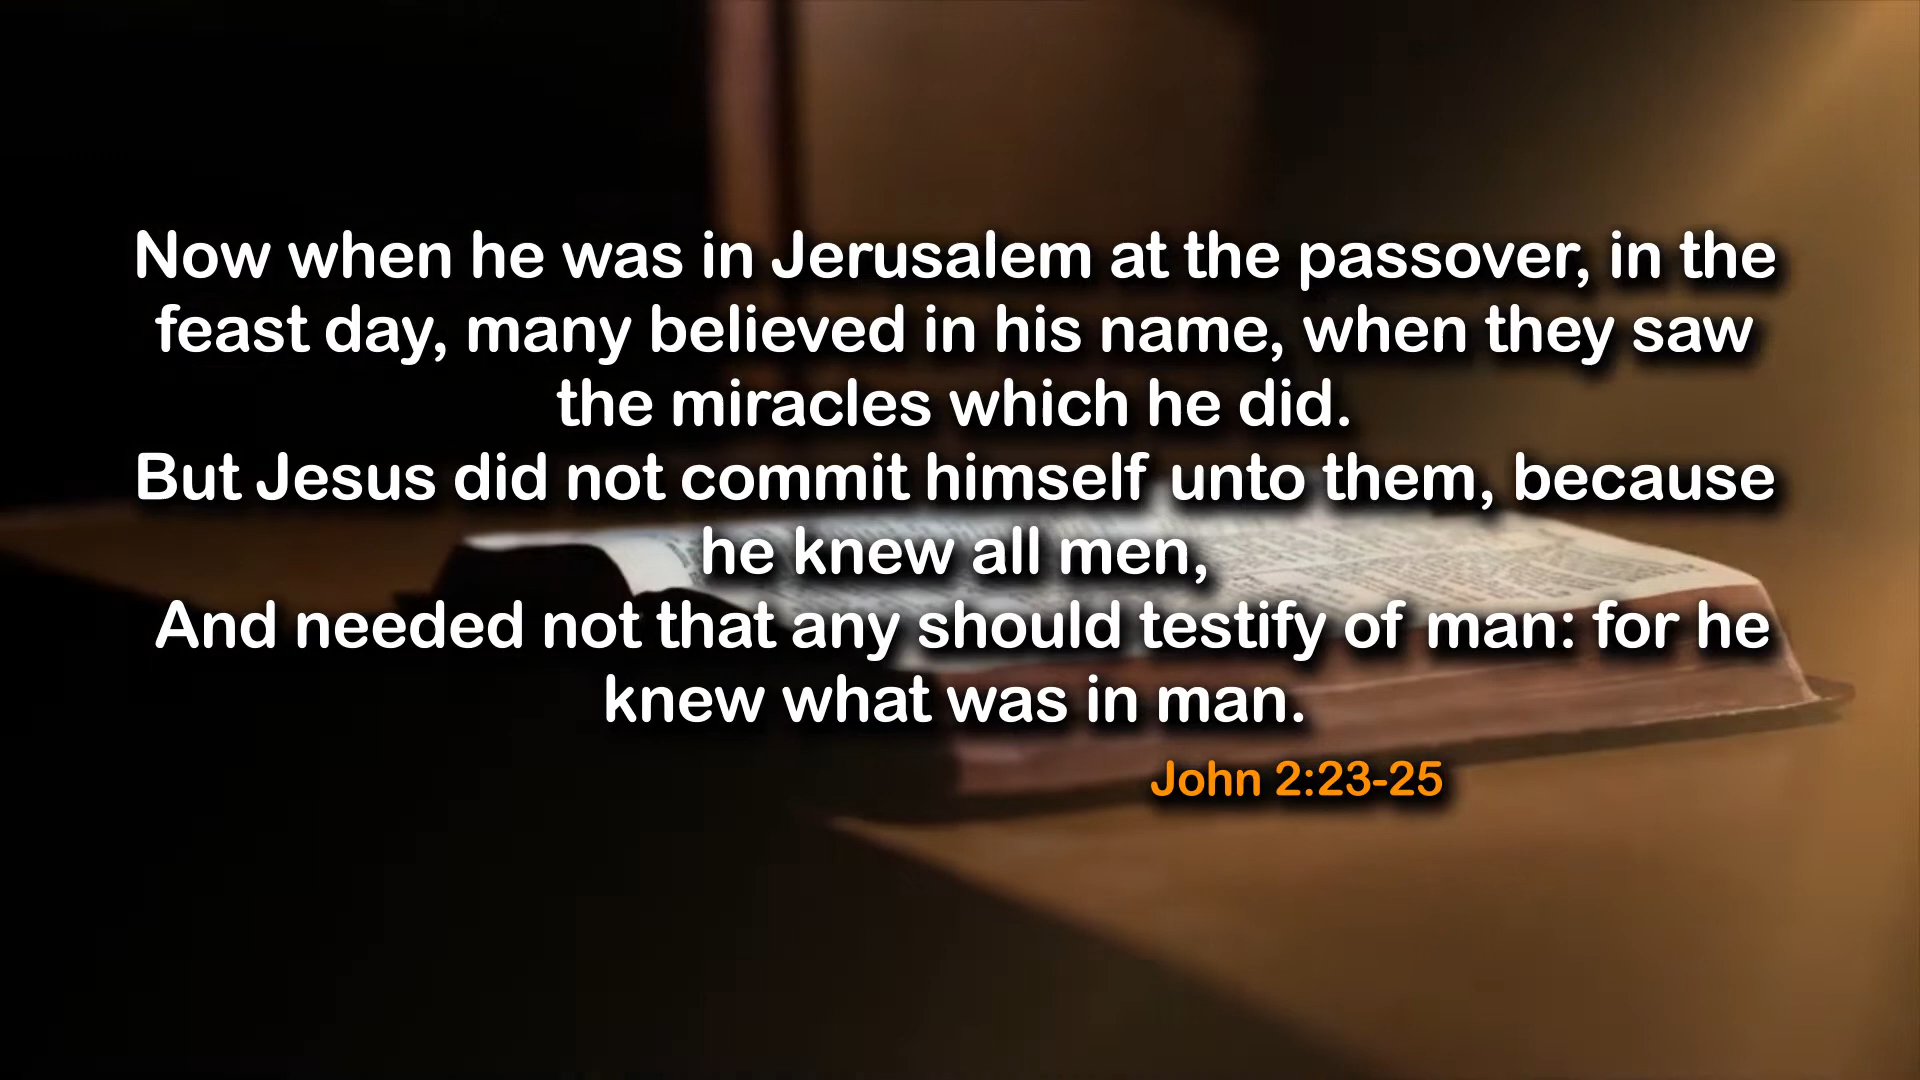 Now when he was in Jerusalem at the passover, in the
feast day, many believed in his name, when they saw
the miracles which he did.
But Jesus did not commit himself unto them, because
he knew all men,
And needed not that any should testify of man: for he
knew what was in man.
John 2:23-25